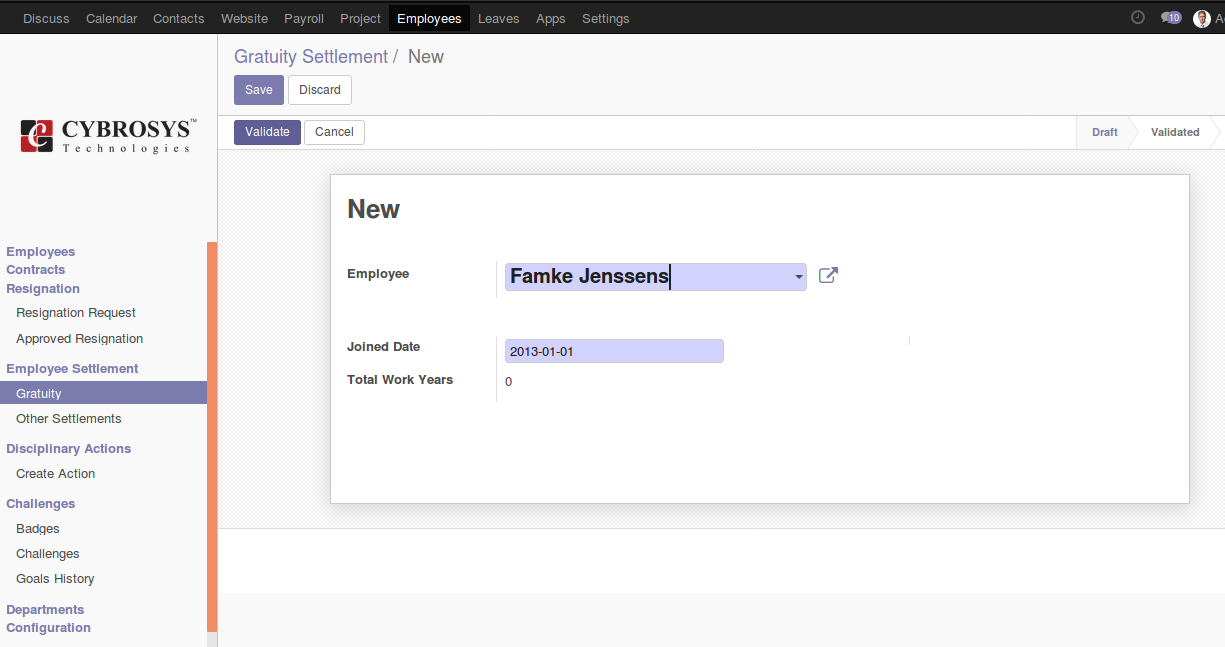 Discuss Calendar Contacts Website Payroll Project Employees Leaves Apps Settings 10
Gratuity Settlement / New
Save Discard
Validate Cancel Draft Validated
CYBROSYS™
Technologies
New
Employee Famke Jenssens
Joined Date 2013-01-01
Total Work Years 0
Employees
Contracts
Resignation
Resignation Request
Approved Resignation
Employee Settlement
Gratuity
Other Settlements
Disciplinary Actions
Create Action
Challenges
Badges
Challenges
Goals History
Departments
Configuration